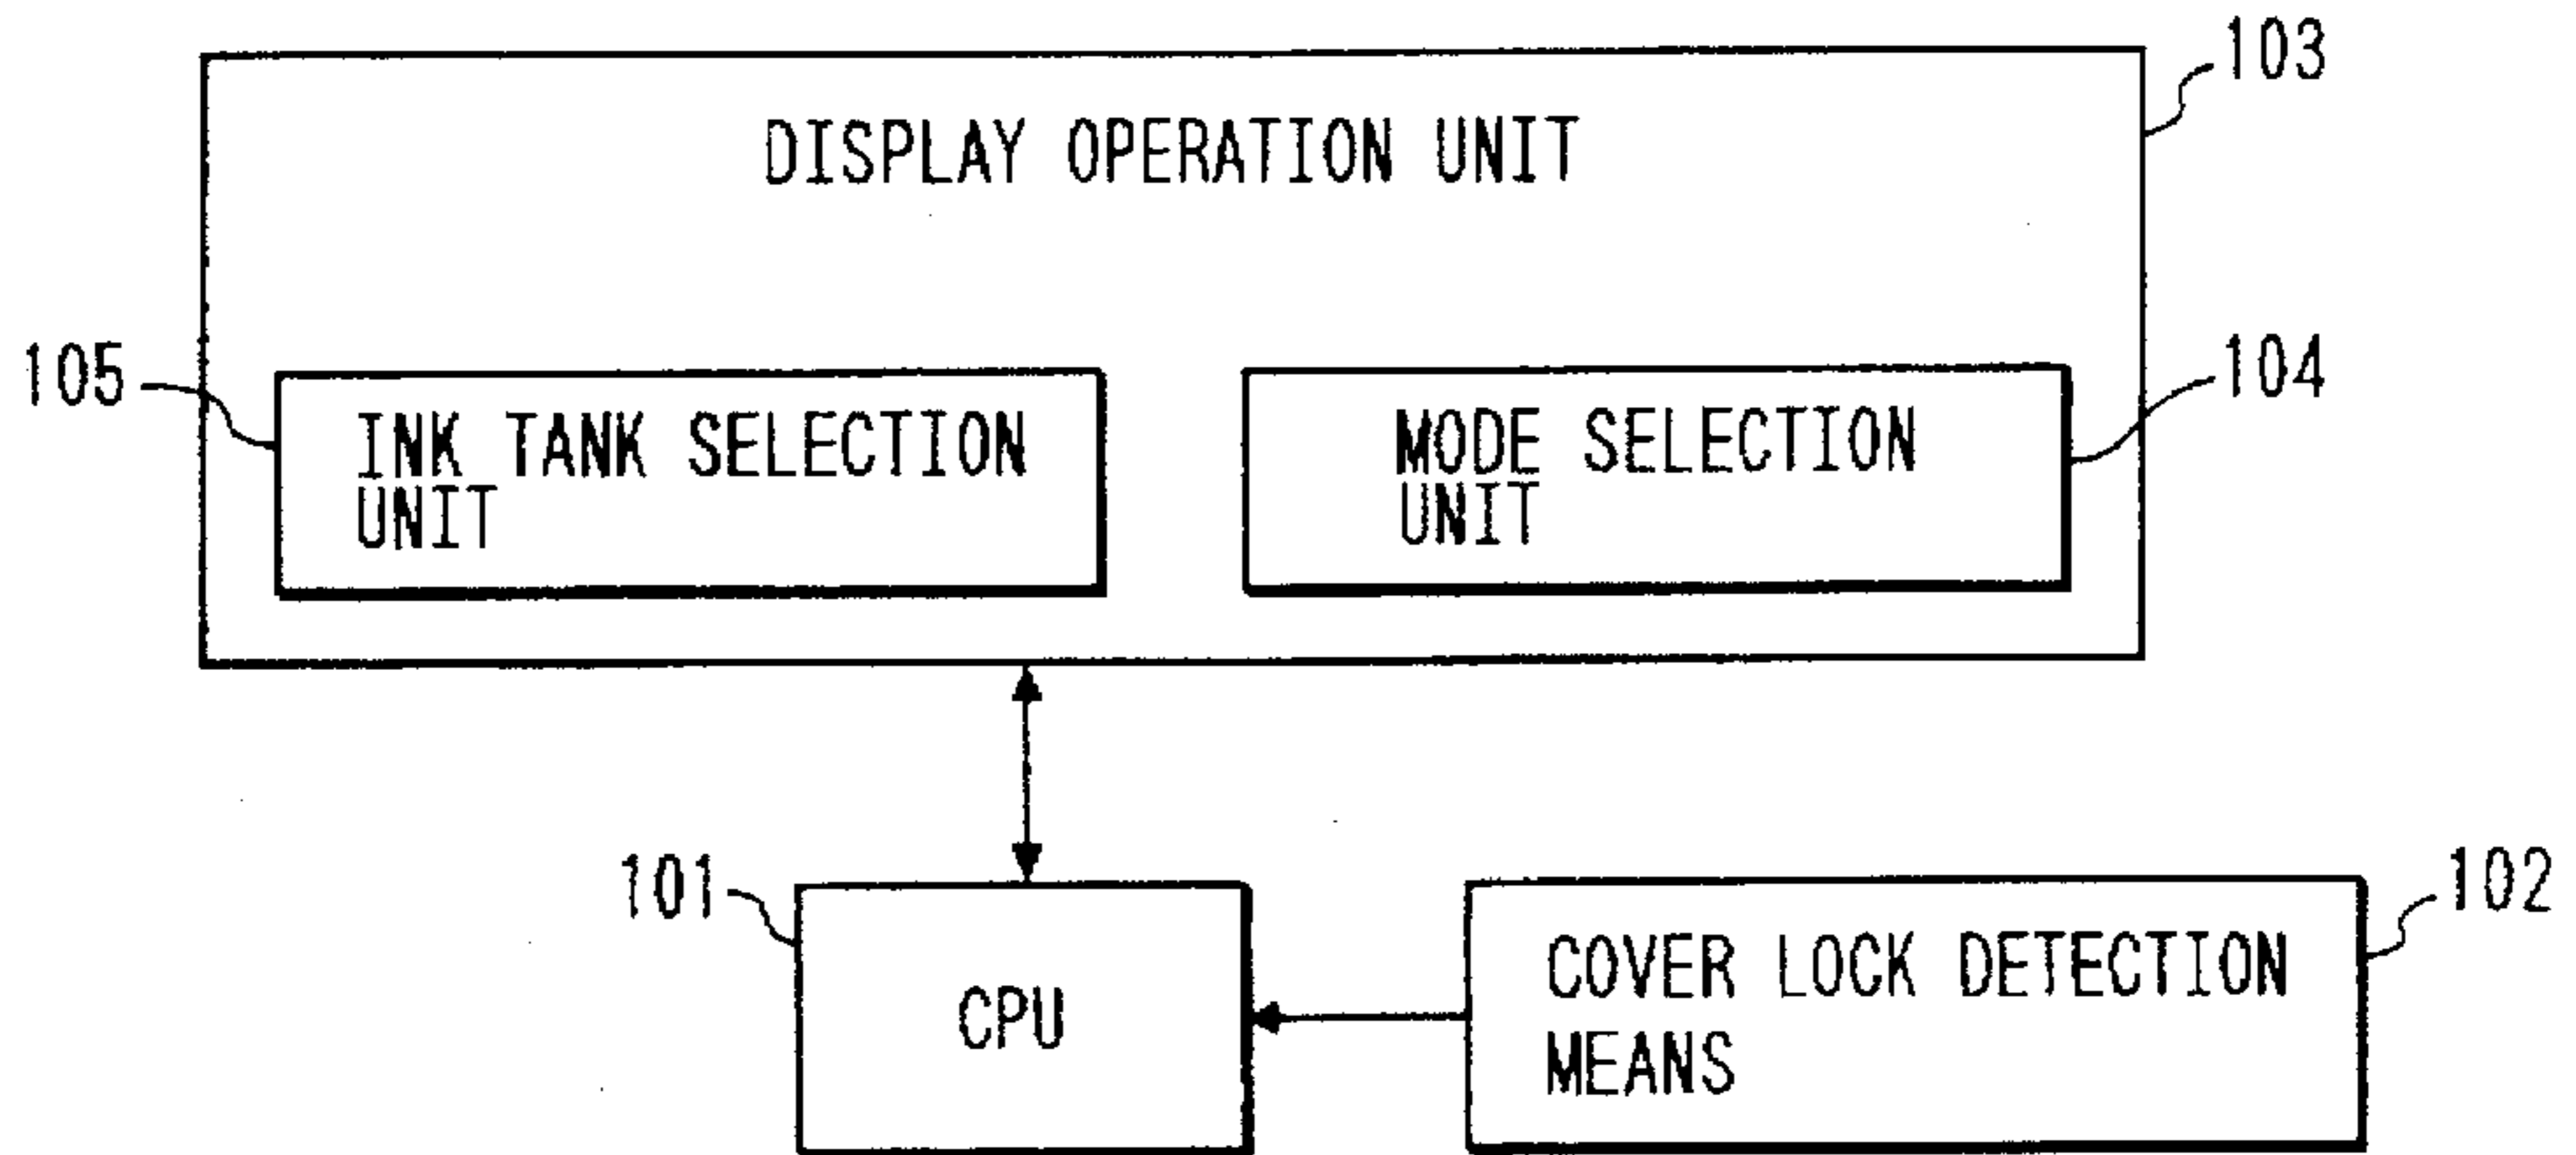 103
DISPLAY OPERATION UNIT
105
INK TANK SELECTION
UNIT
104
MODE SELECTION
UNIT
101
CPU
102
COVER LOCK DETECTION
MEANS